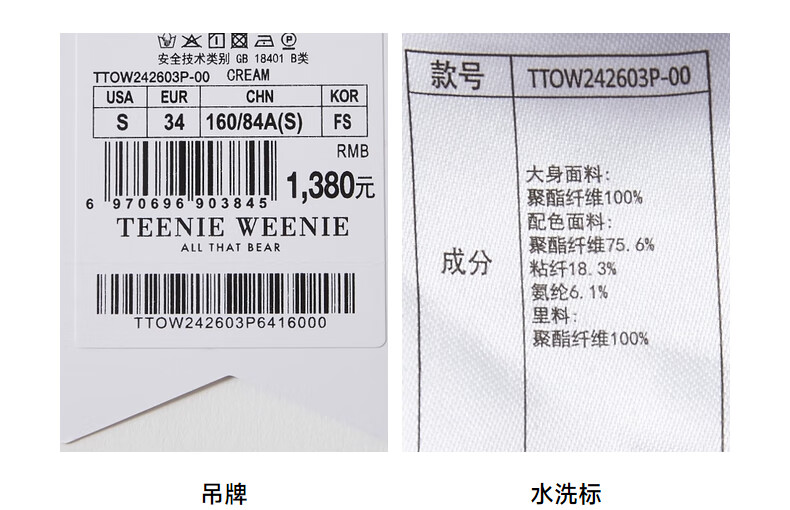 安全技术类别 GB 18401 B类
TTOW242603P-00 CREAM
USA EUR CHN KOR
S 34 160/84A(S) FS
RMB
6 970696 903845
1,380元
TEENIE WEENIE
ALL THAT BEAR
TTOW242603P6416000
吊牌
款号 TTOW242603P-00
成分
大身面料:
聚酯纤维100%
配色面料:
聚酯纤维75.6%
粘纤18.3%
氨纶6.1%
里料:
聚酯纤维100%
水洗标